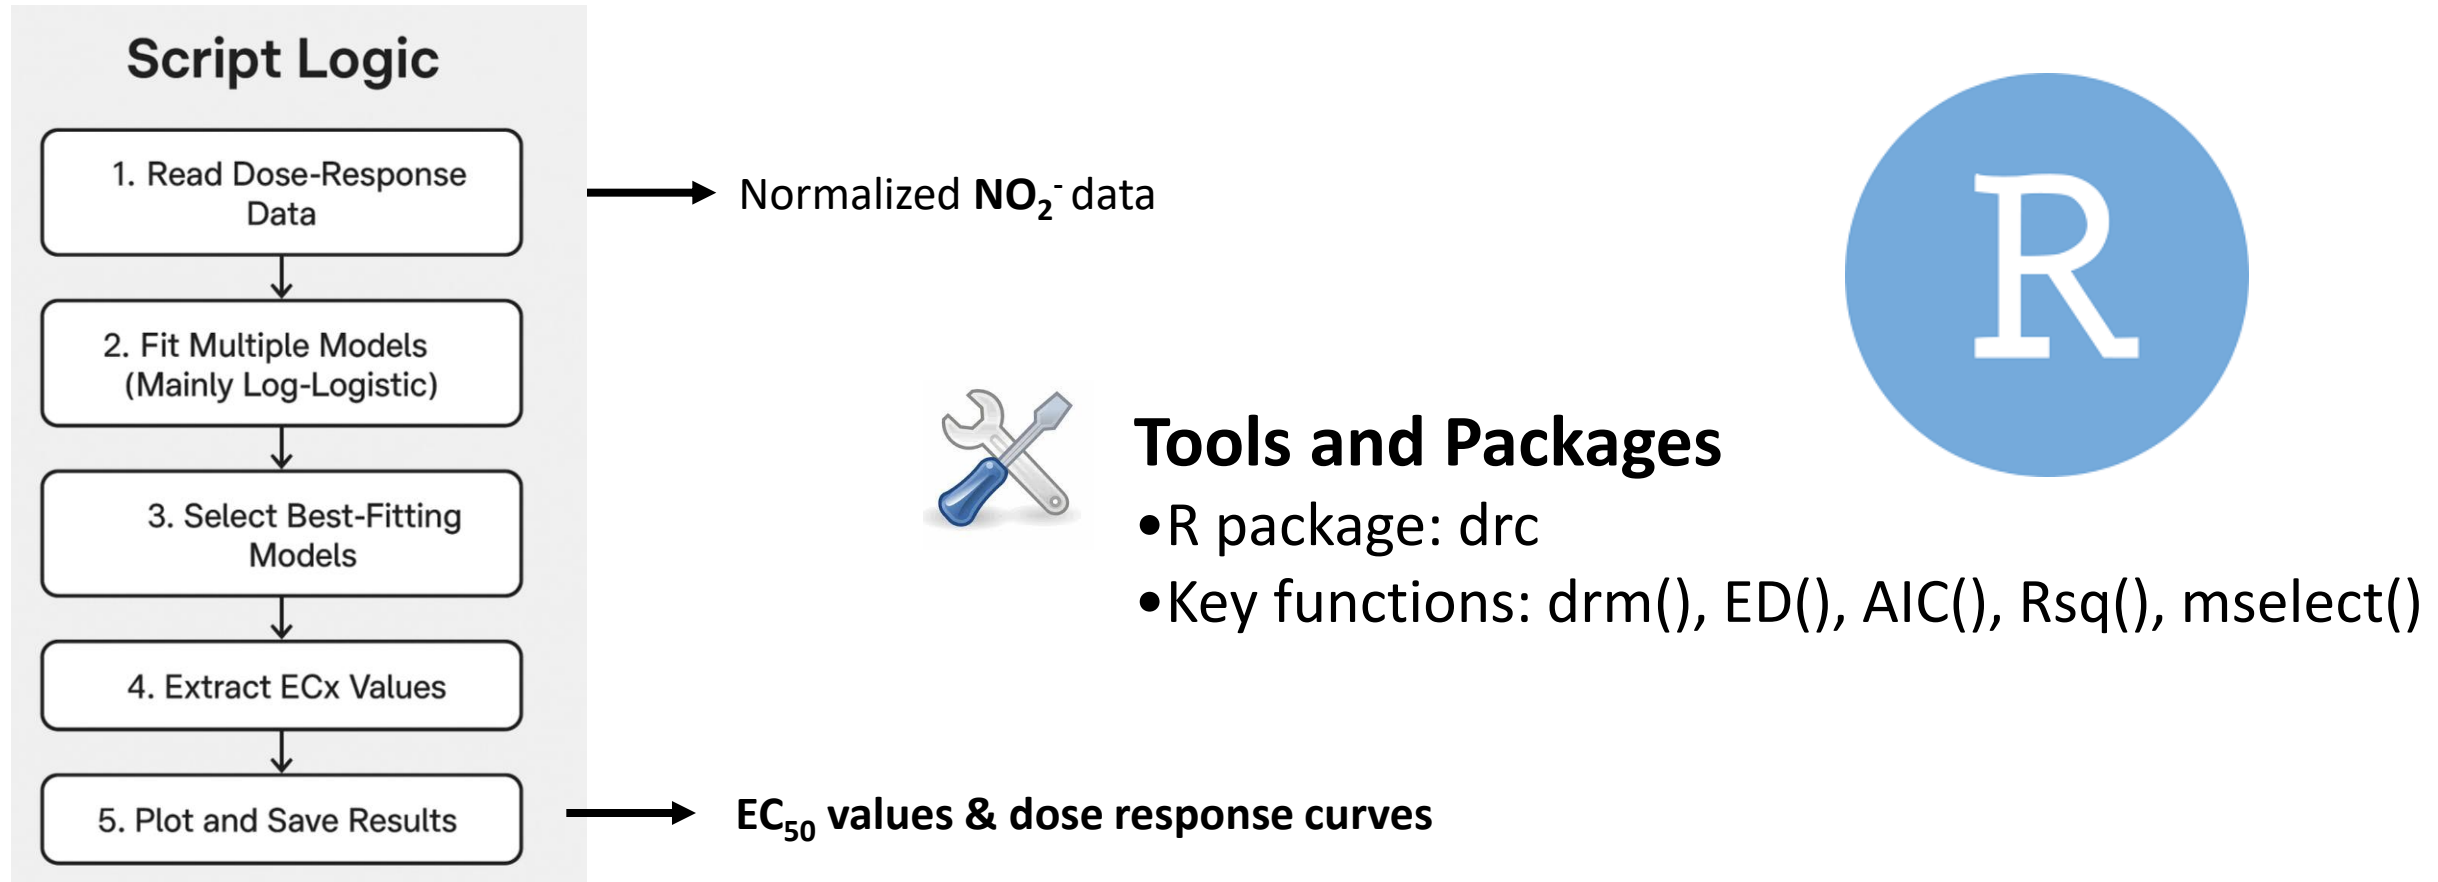 Script Logic
1. Read Dose-Response
Data
2. Fit Multiple Models
(Mainly Log-Logistic)
3. Select Best-Fitting
Models
4. Extract ECx Values
5. Plot and Save Results
Normalized NO₂⁻ data
EC₅₀ values & dose response curves
R
Tools and Packages
•R package: drc
•Key functions: drm(), ED(), AIC(), Rsq(), mselect()